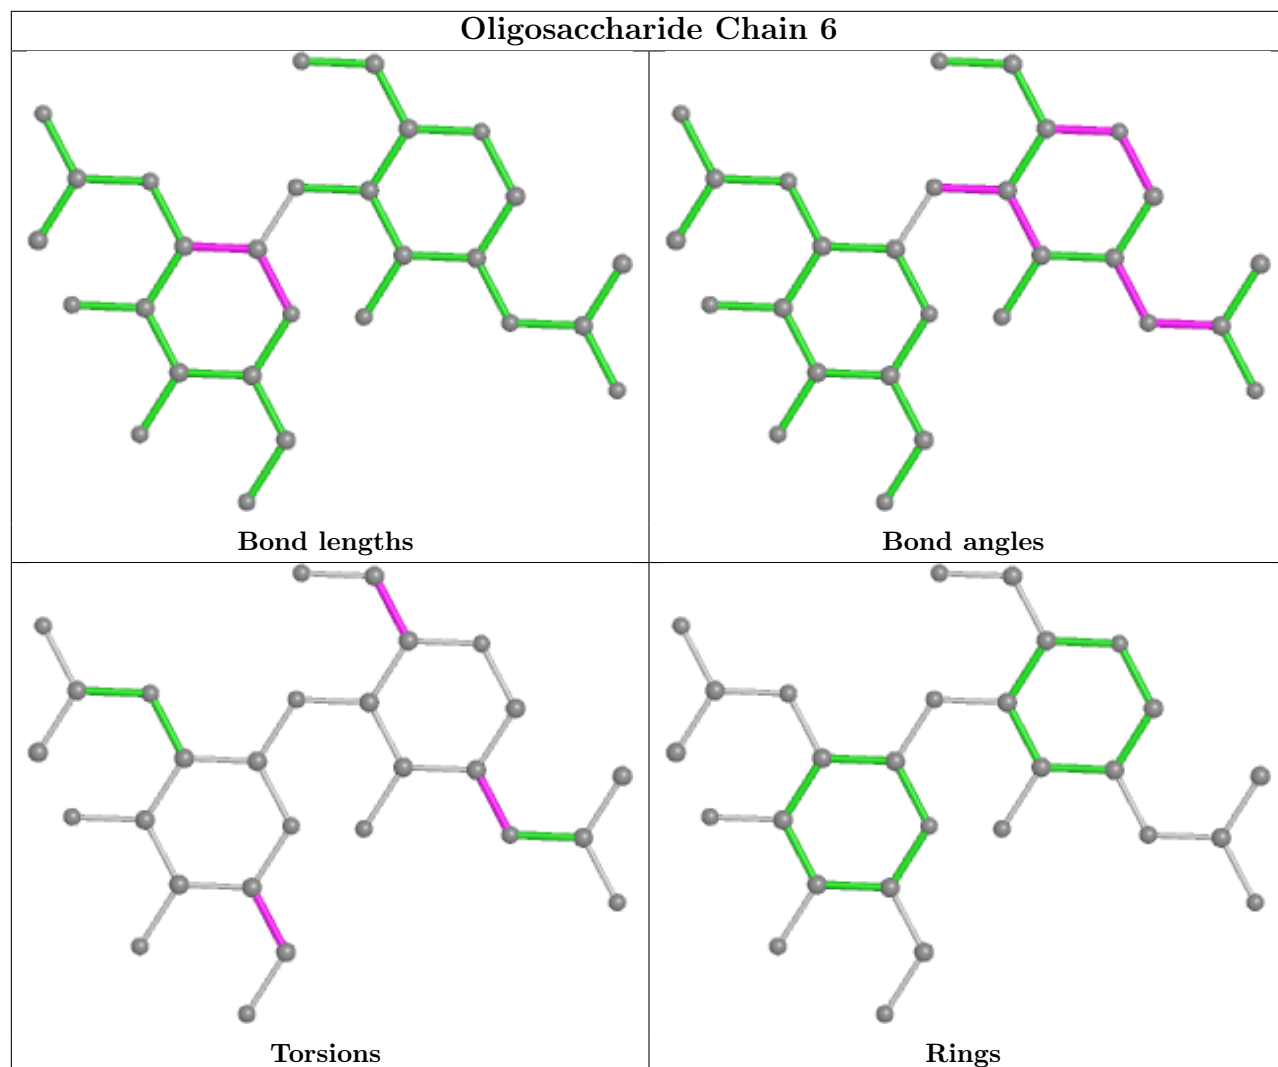 Oligosaccharide Chain 6
Bond lengths
Bond angles
Torsions
Rings